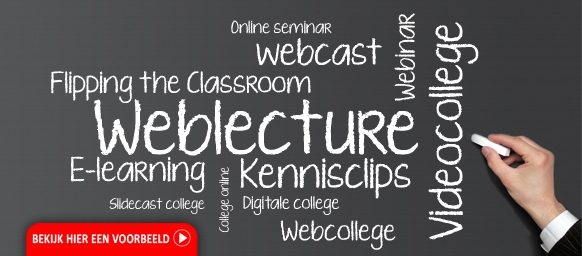 Online seminar
webcast
Webinar
Videocollege
Flipping the Classroom
Weblecture
E-learning
College online
Kennisclips
Slidecast college
Digitale college
Webcollege
BEKIJK HIER EEN VOORBEELD